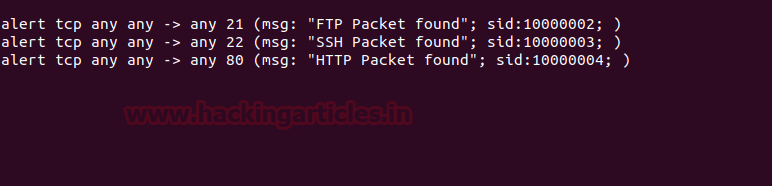 alert tcp any any -> any 21 (msg: "FTP Packet found"; sid:10000002; )
alert tcp any any -> any 22 (msg: "SSH Packet found"; sid:10000003; )
alert tcp any any -> any 80 (msg: "HTTP Packet found"; sid:10000004; )
www.hackingarticles.in